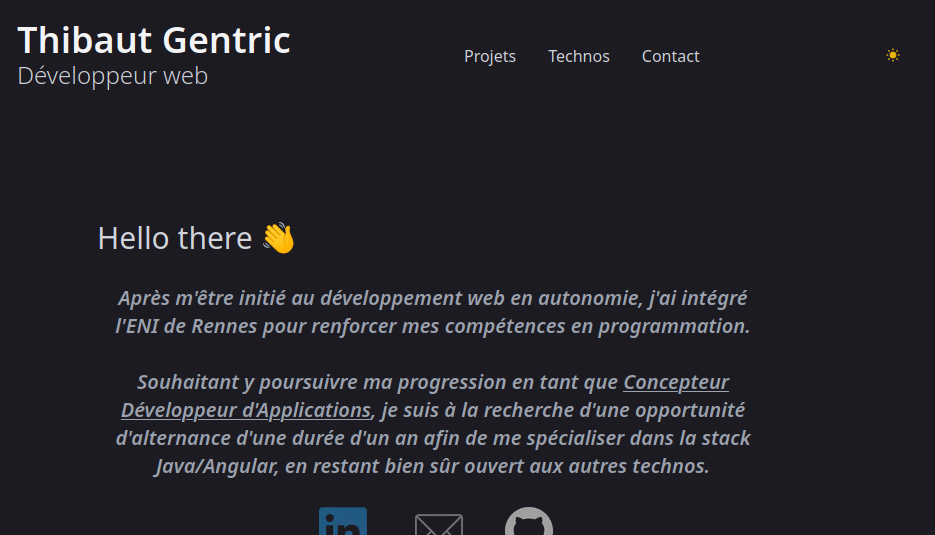 Thibaut Gentric
Développeur web
Projets Technos Contact
Hello there 👋
Après m'être initié au développement web en autonomie, j'ai intégré
l'ENI de Rennes pour renforcer mes compétences en programmation.
Souhaitant y poursuivre ma progression en tant que Concepteur
Développeur d'Applications, je suis à la recherche d'une opportunité
d'alternance d'une durée d'un an afin de me spécialiser dans la stack
Java/Angular, en restant bien sûr ouvert aux autres technos.
in